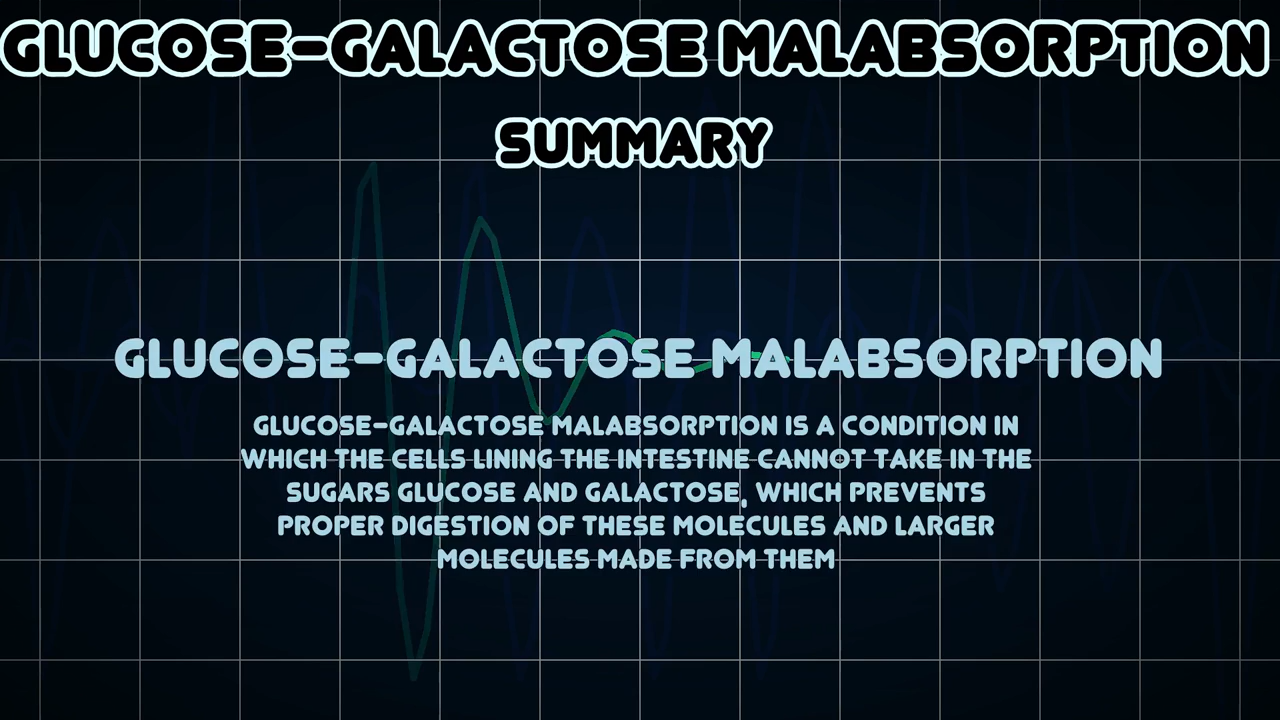 GLUCOSE-GALACTOSE MALABSORPTION
SUMMARY
GLUCOSE-GALACTOSE MALABSORPTION
GLUCOSE-GALACTOSE MALABSORPTION IS A CONDITION IN
WHICH THE CELLS LINING THE INTESTINE CANNOT TAKE IN THE
SUGARS GLUCOSE AND GALACTOSE, WHICH PREVENTS
PROPER DIGESTION OF THESE MOLECULES AND LARGER
MOLECULES MADE FROM THEM